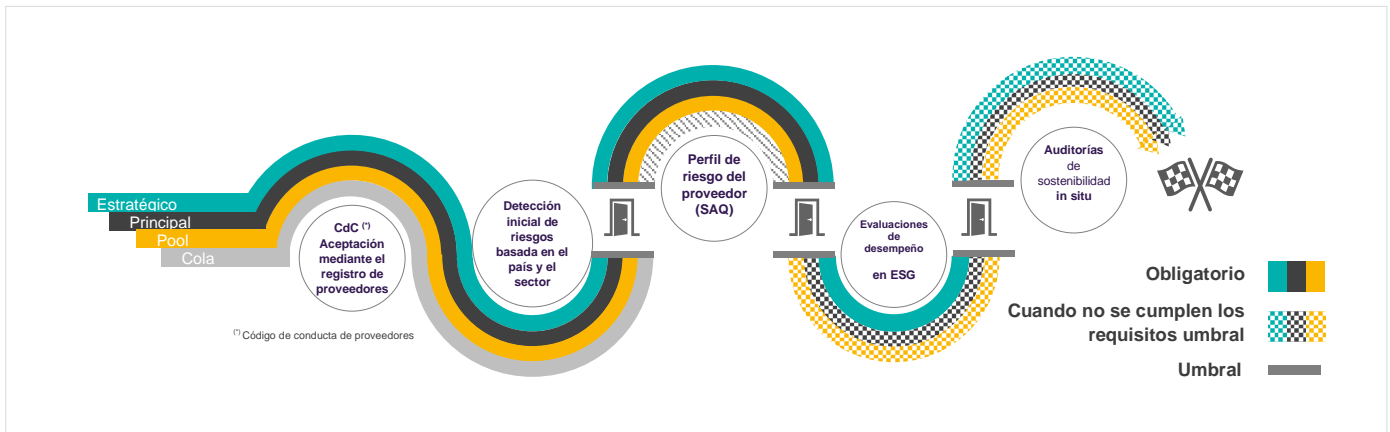 Estratégico
Principal
Pool
Cola
CdC (*)
Aceptación
mediante el
registro de
proveedores
(*) Código de conducta de proveedores
Detección
inicial de
riesgos
basada en el
país y el
sector
Perfil de
riesgo del
proveedor
(SAQ)
Evaluaciones
de
desempeño
en ESG
Auditorías
de
sostenibilidad
in situ
Obligatorio
Cuando no se cumplen los
requisitos umbral
Umbral